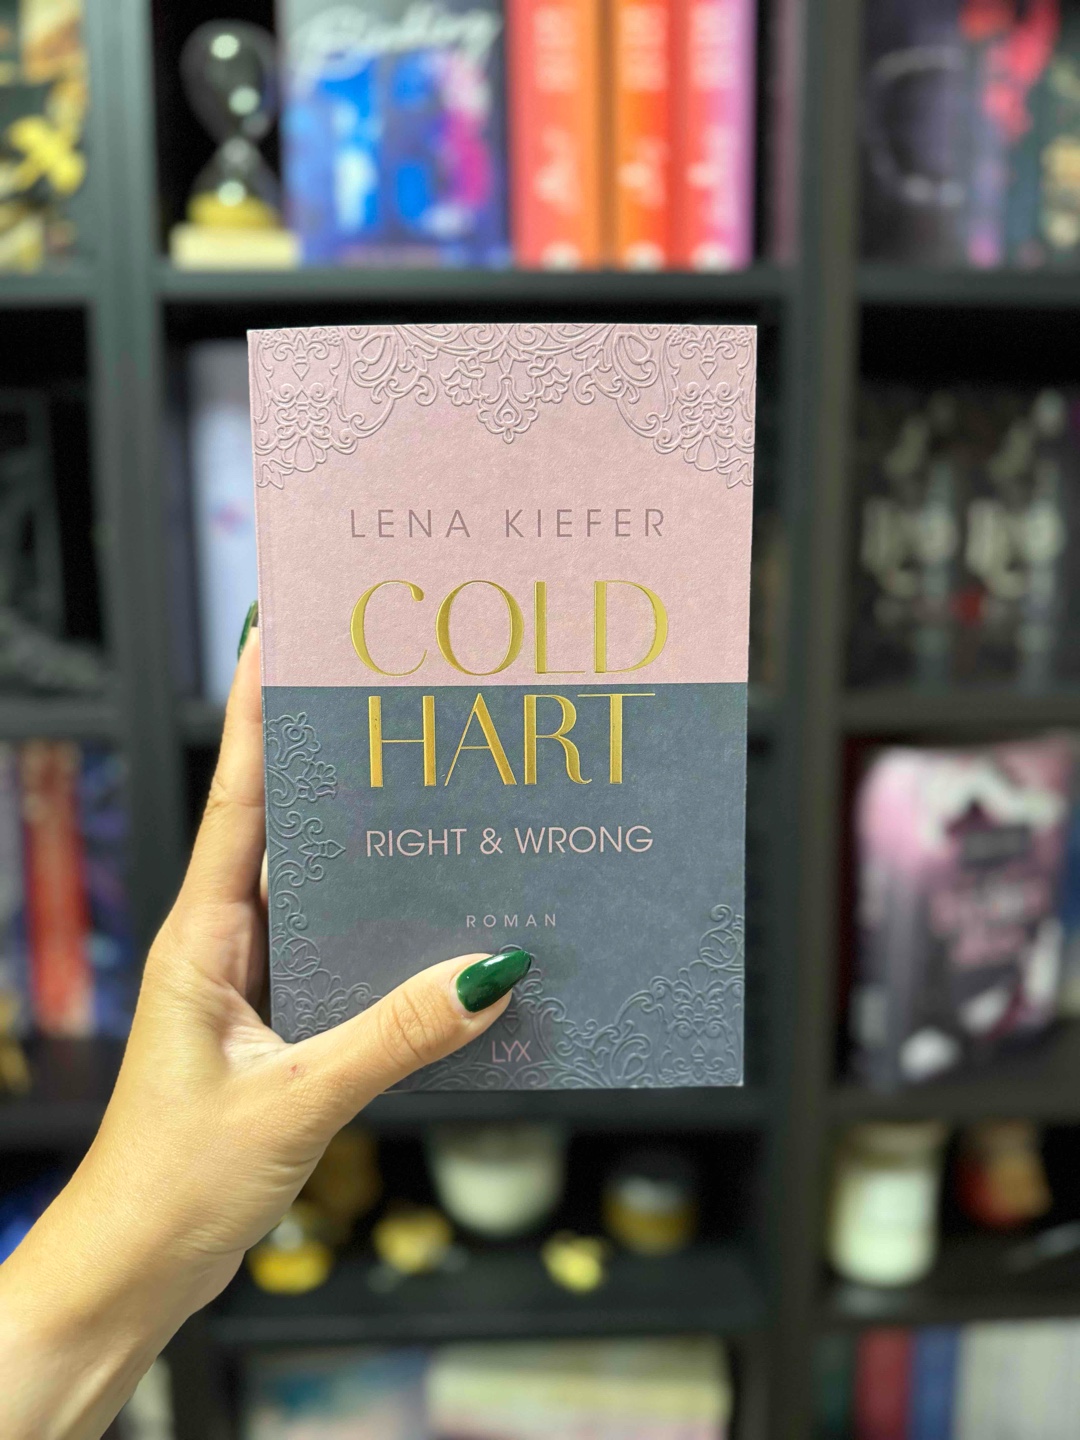 LENA KIEFER
COLD
HART
RIGHT & WRONG
ROMAN
LYX